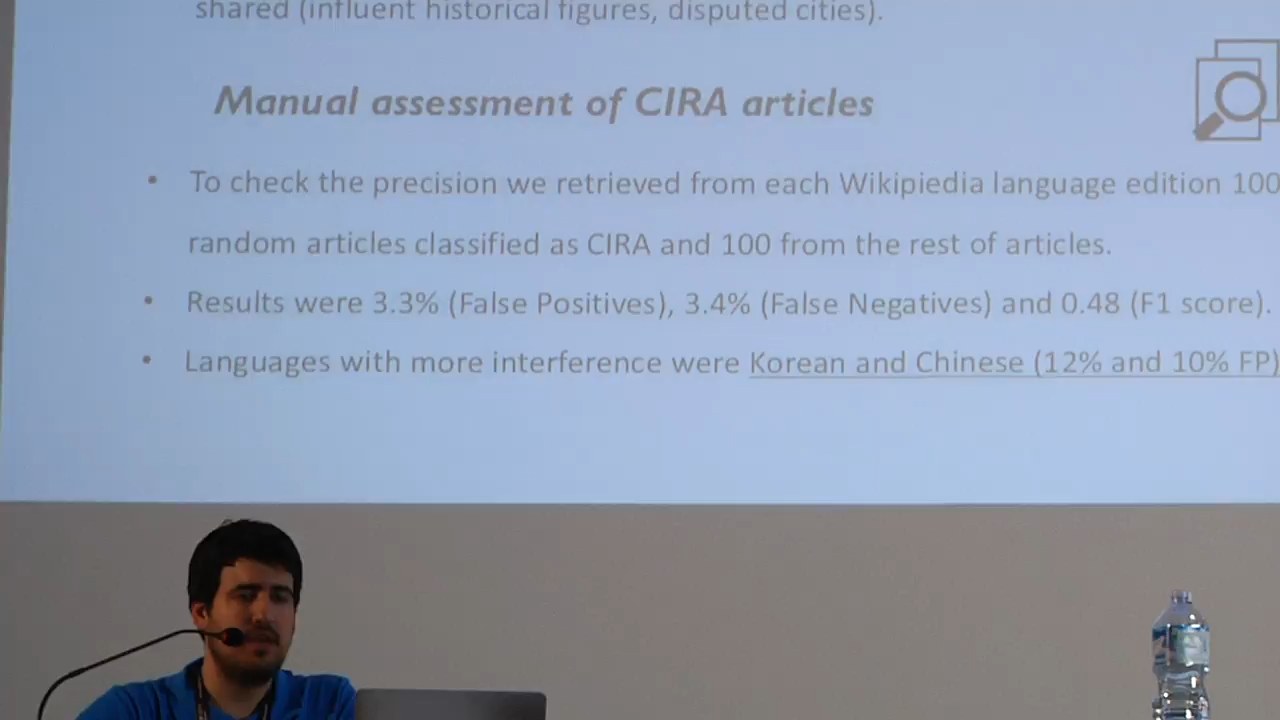 shared (influent historical figures, disputed cities).
Manual assessment of CIRA articles
• To check the precision we retrieved from each Wikipiedia language edition 100
random articles classified as CIRA and 100 from the rest of articles.
• Results were 3.3% (False Positives), 3.4% (False Negatives) and 0.48 (F1 score).
• Languages with more interference were Korean and Chinese (12% and 10% FP)